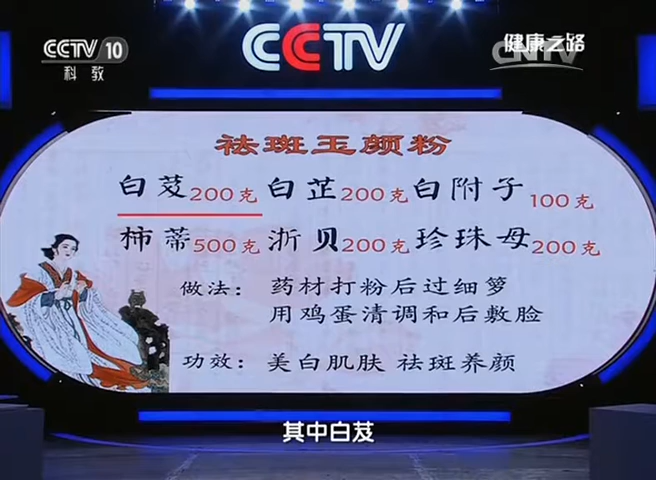 CCTV 10
科教
CCTV
健康之路
CNTV
祛斑玉颜粉
白芨200克 白芷200克 白附子100克
柿蒂500克 浙贝200克 珍珠母200克
做法: 药材打粉后过细箩
用鸡蛋清调和后敷脸
功效: 美白肌肤 祛斑养颜
其中白芨